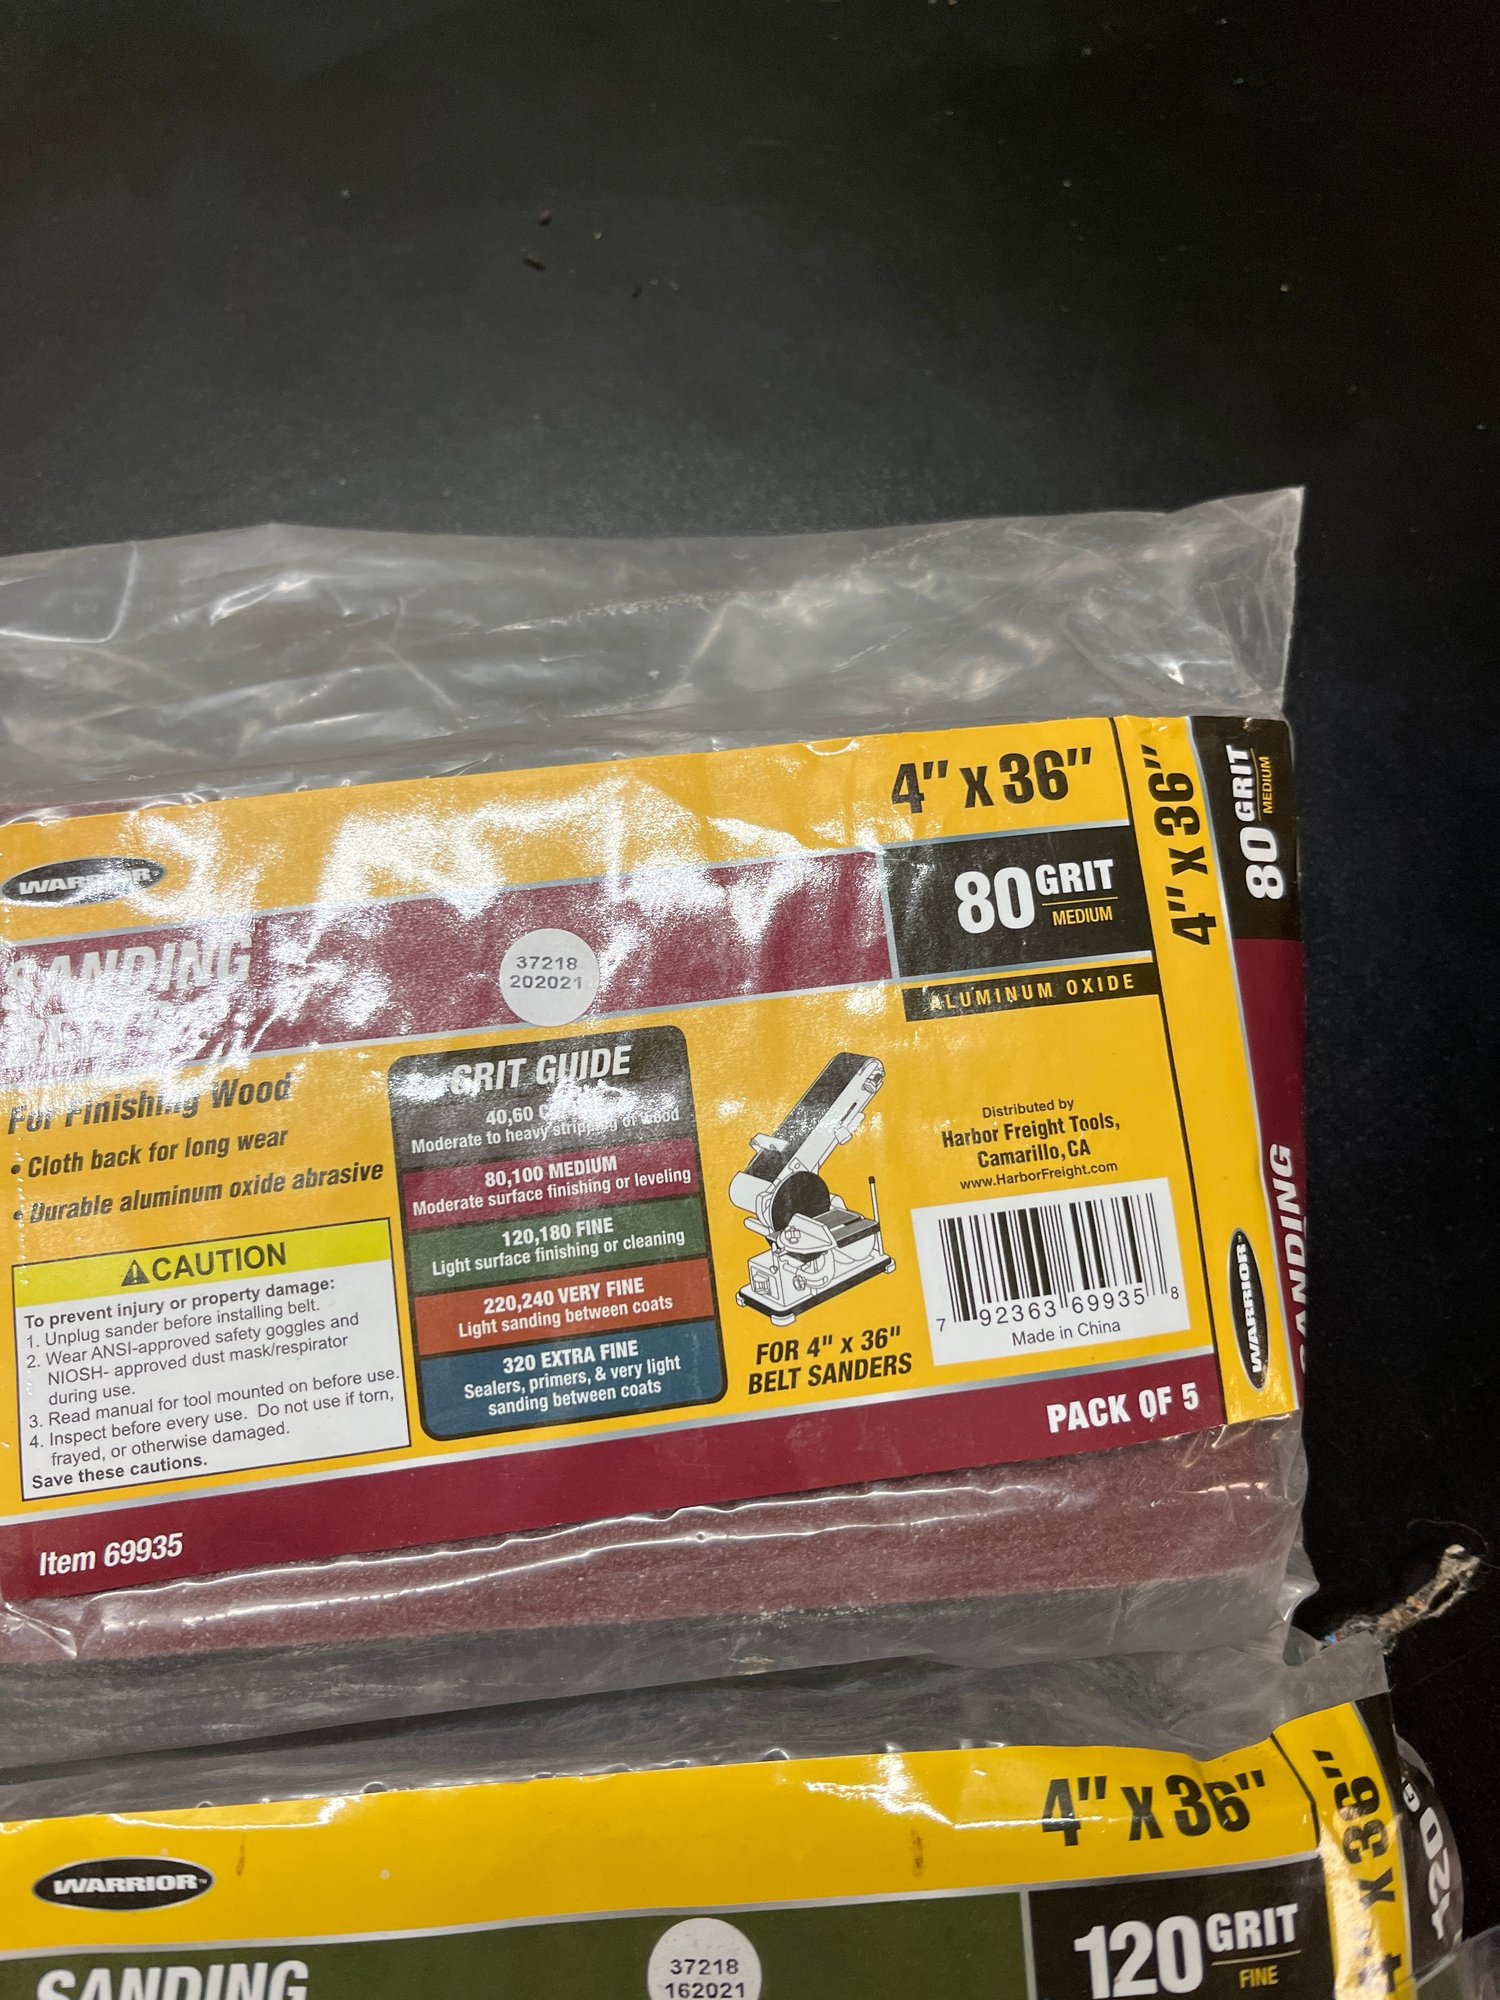 4" x 36"
WARRIOR
80 GRIT
MEDIUM
SANDING
37218
202021
ALUMINUM OXIDE
For Finishing Wood
• Cloth back for long wear
• Durable aluminum oxide abrasive
CAUTION
To prevent injury or property damage:
1. Unplug sander before installing belt.
2. Wear ANSI-approved safety goggles and
NIOSH- approved dust mask/respirator
during use.
3. Read manual for tool mounted on before use.
4. Inspect before every use. Do not use if torn,
frayed, or otherwise damaged.
Save these cautions.
GRIT GUIDE
40,60
Moderate to heavy stripping of wood
80,100 MEDIUM
Moderate surface finishing or leveling
120,180 FINE
Light surface finishing or cleaning
220,240 VERY FINE
Light sanding between coats
320 EXTRA FINE
Sealers, primers, & very light
sanding between coats
FOR 4" x 36"
BELT SANDERS
Distributed by
Harbor Freight Tools,
Camarillo, CA
www.HarborFreight.com
7 92363 69935 8
Made in China
PACK OF 5
Item 69935
4" x 36"
80 GRIT
MEDIUM
WARRIOR
SANDING
4" x 36"
WARRIOR™
120 GRIT
FINE
SANDING
37218
162021
4" x 36"
120 G